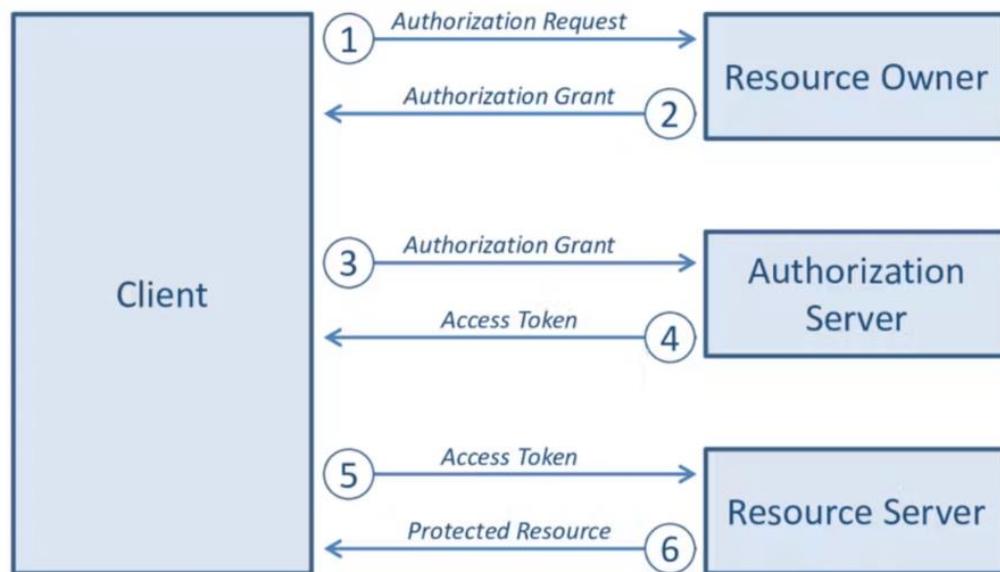 1
Authorization Request
Resource Owner
Authorization Grant
2
Client
3
Authorization Grant
Authorization
Server
Access Token
4
5
Access Token
Resource Server
Protected Resource
6